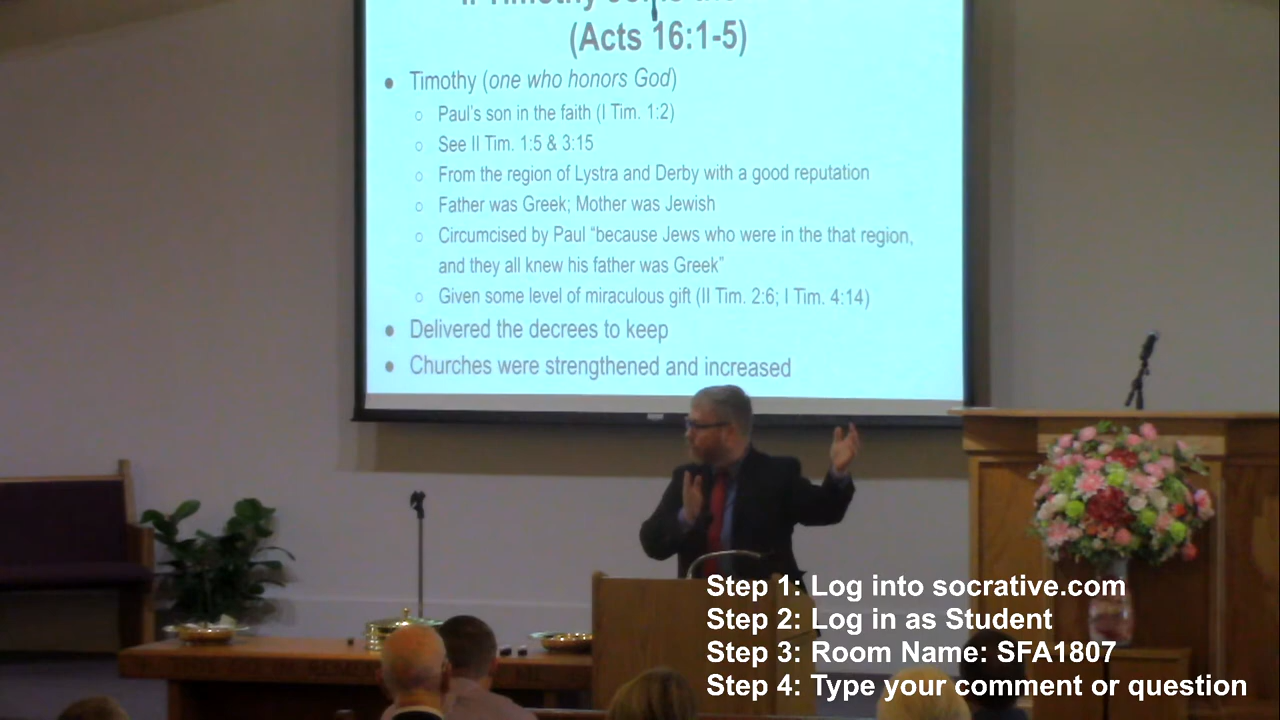 Timothy
(Acts 16:1-5)
● Timothy (one who honors God)
○ Paul's son in the faith (I Tim. 1:2)
○ See II Tim. 1:5 & 3:15
○ From the region of Lystra and Derby with a good reputation
○ Father was Greek; Mother was Jewish
○ Circumcised by Paul “because Jews who were in the that region,
and they all knew his father was Greek”
○ Given some level of miraculous gift (II Tim. 2:6; I Tim. 4:14)
● Delivered the decrees to keep
● Churches were strengthened and increased
Step 1: Log into socrative.com
Step 2: Log in as Student
Step 3: Room Name: SFA1807
Step 4: Type your comment or question